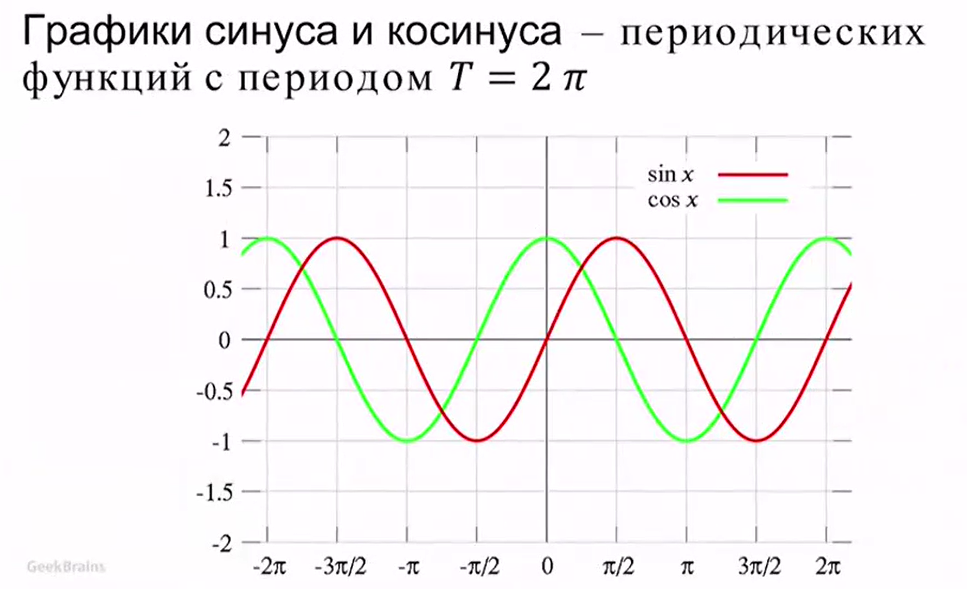 Графики синуса и косинуса – периодических
функций с периодом T = 2 π
2
sin x
1.5
cos x
1
0.5
0
-0.5
-1
-1.5
-2
-2π -3π/2 -π -π/2 0 π/2 π 3π/2 2π
GeekBrains